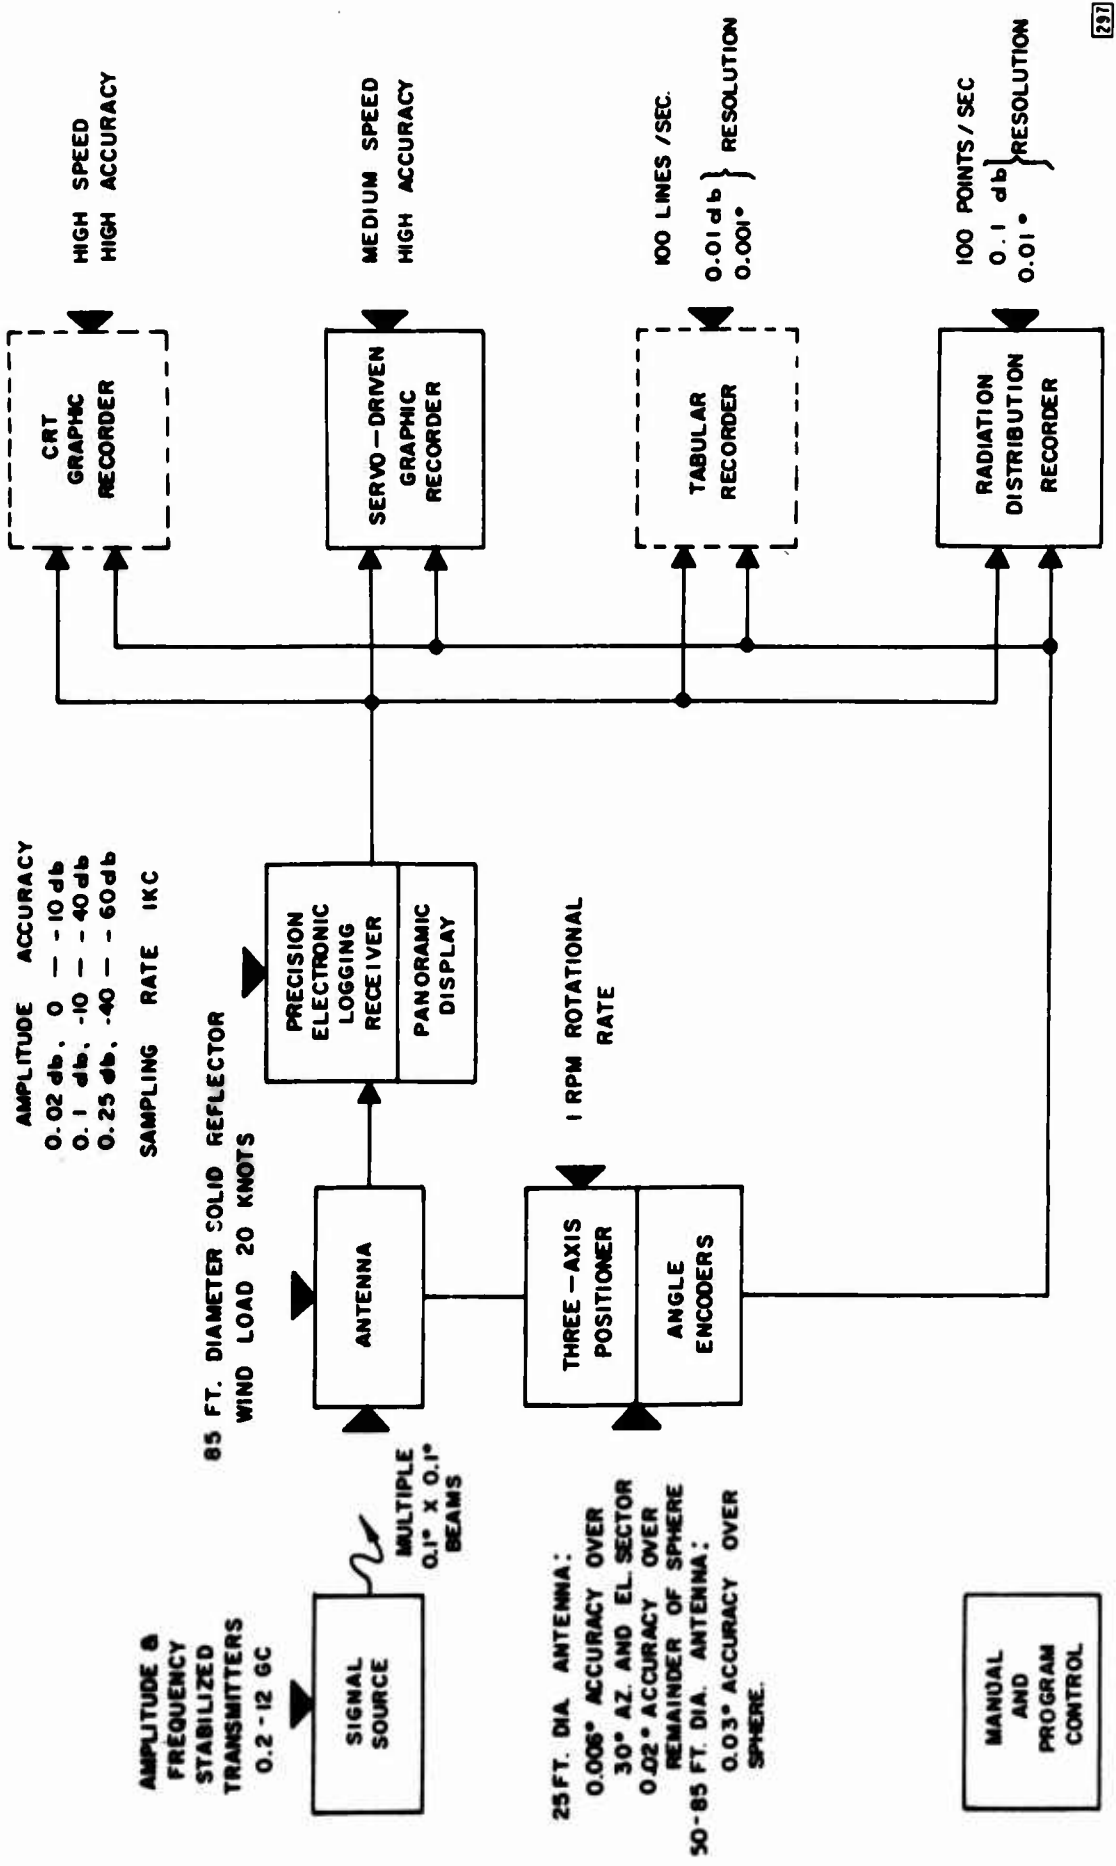 AMPLITUDE &
FREQUENCY
STABILIZED
TRANSMITTERS
0.2-12 GC
SIGNAL
SOURCE
MULTIPLE
0.1° X 0.1°
BEAMS
85 FT. DIAMETER SOLID REFLECTOR
WIND LOAD 20 KNOTS
ANTENNA
AMPLITUDE ACCURACY
0.02 db, 0 — -10 db
0.1 db, -10 — -40 db
0.25 db, -40 — -60 db
SAMPLING RATE 1KC
PRECISION
ELECTRONIC
LOGGING
RECEIVER
PANORAMIC
DISPLAY
25 FT. DIA. ANTENNA:
0.006° ACCURACY OVER
30° AZ. AND EL. SECTOR
0.02° ACCURACY OVER
REMAINDER OF SPHERE
50-85 FT. DIA. ANTENNA:
0.03° ACCURACY OVER
SPHERE.
THREE-AXIS
POSITIONER
ANGLE
ENCODERS
1 RPM ROTATIONAL
RATE
CRT
GRAPHIC
RECORDER
HIGH SPEED
HIGH ACCURACY
SERVO-DRIVEN
GRAPHIC
RECORDER
MEDIUM SPEED
HIGH ACCURACY
TABULAR
RECORDER
100 LINES/SEC.
0.01 db
0.001°
RESOLUTION
RADIATION
DISTRIBUTION
RECORDER
100 POINTS/SEC
0.1 db
0.01°
RESOLUTION
MANUAL
AND
PROGRAM
CONTROL
297